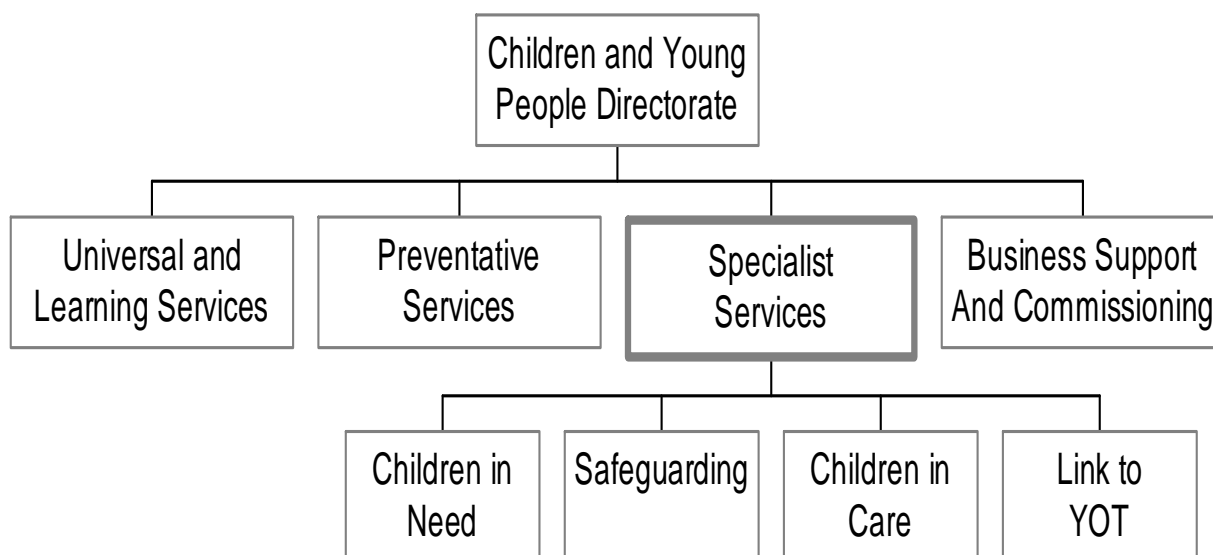 Children and Young
People Directorate
Universal and
Learning Services
Preventative
Services
Specialist
Services
Business Support
And Commissioning
Children in
Need
Safeguarding
Children in
Care
Link to
YOT